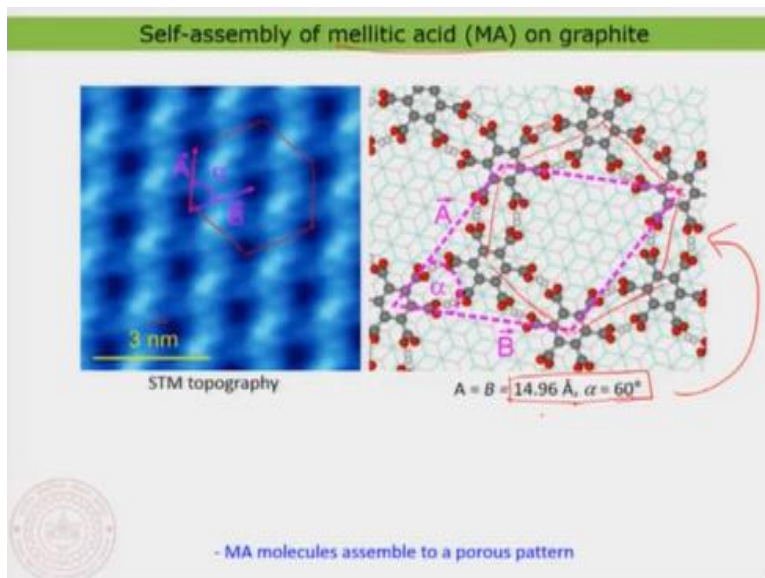 Self-assembly of mellitic acid (MA) on graphite
A
α
B
A
α
B
3 nm
STM topography
A = B = 14.96 Å, α = 60°
- MA molecules assemble to a porous pattern